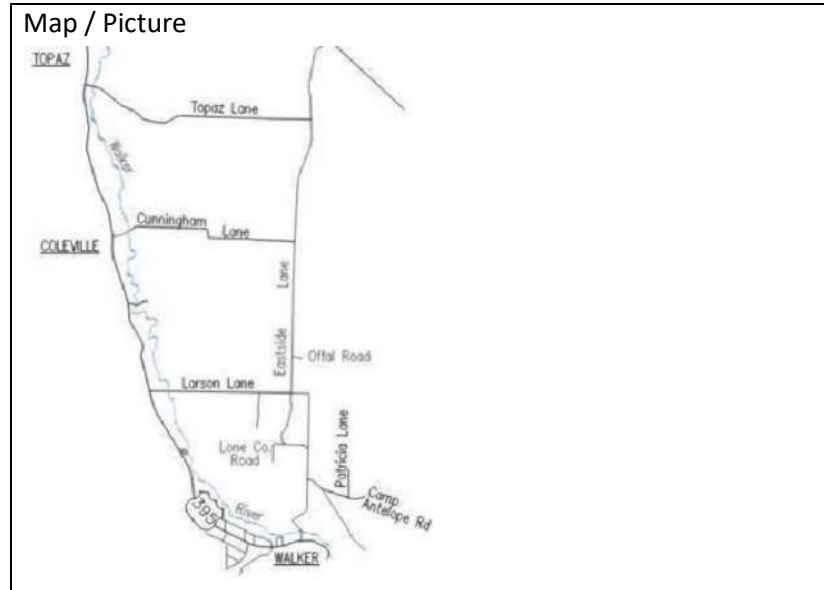 Map / Picture
TOPAZ
Topaz Lane
Walker
Cunningham
Lane
COLEVILLE
Eastside
Lane
Offal Road
Larson Lane
Lone Co.
Road
Patricia Lane
Camp
Antelope Rd
395
River
WALKER